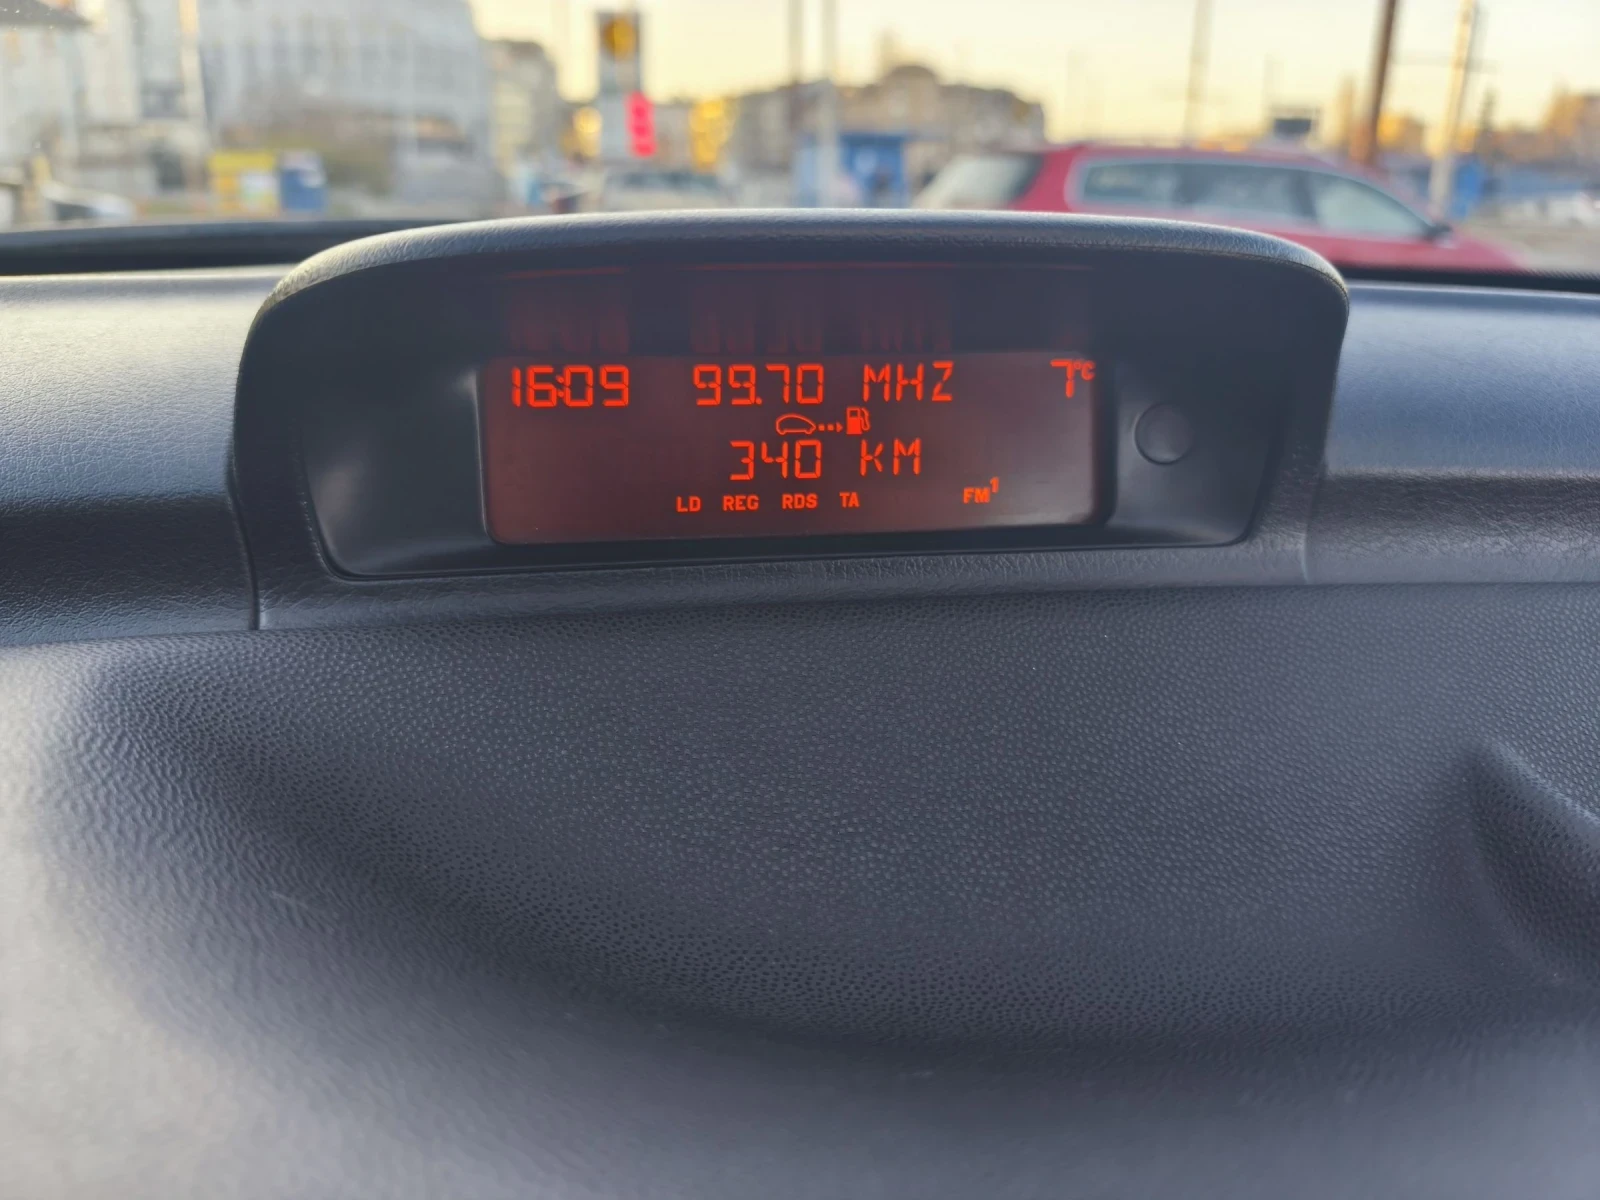 16:09 99.70 MHZ 7°C
340 KM
LD REG RDS TA FM1